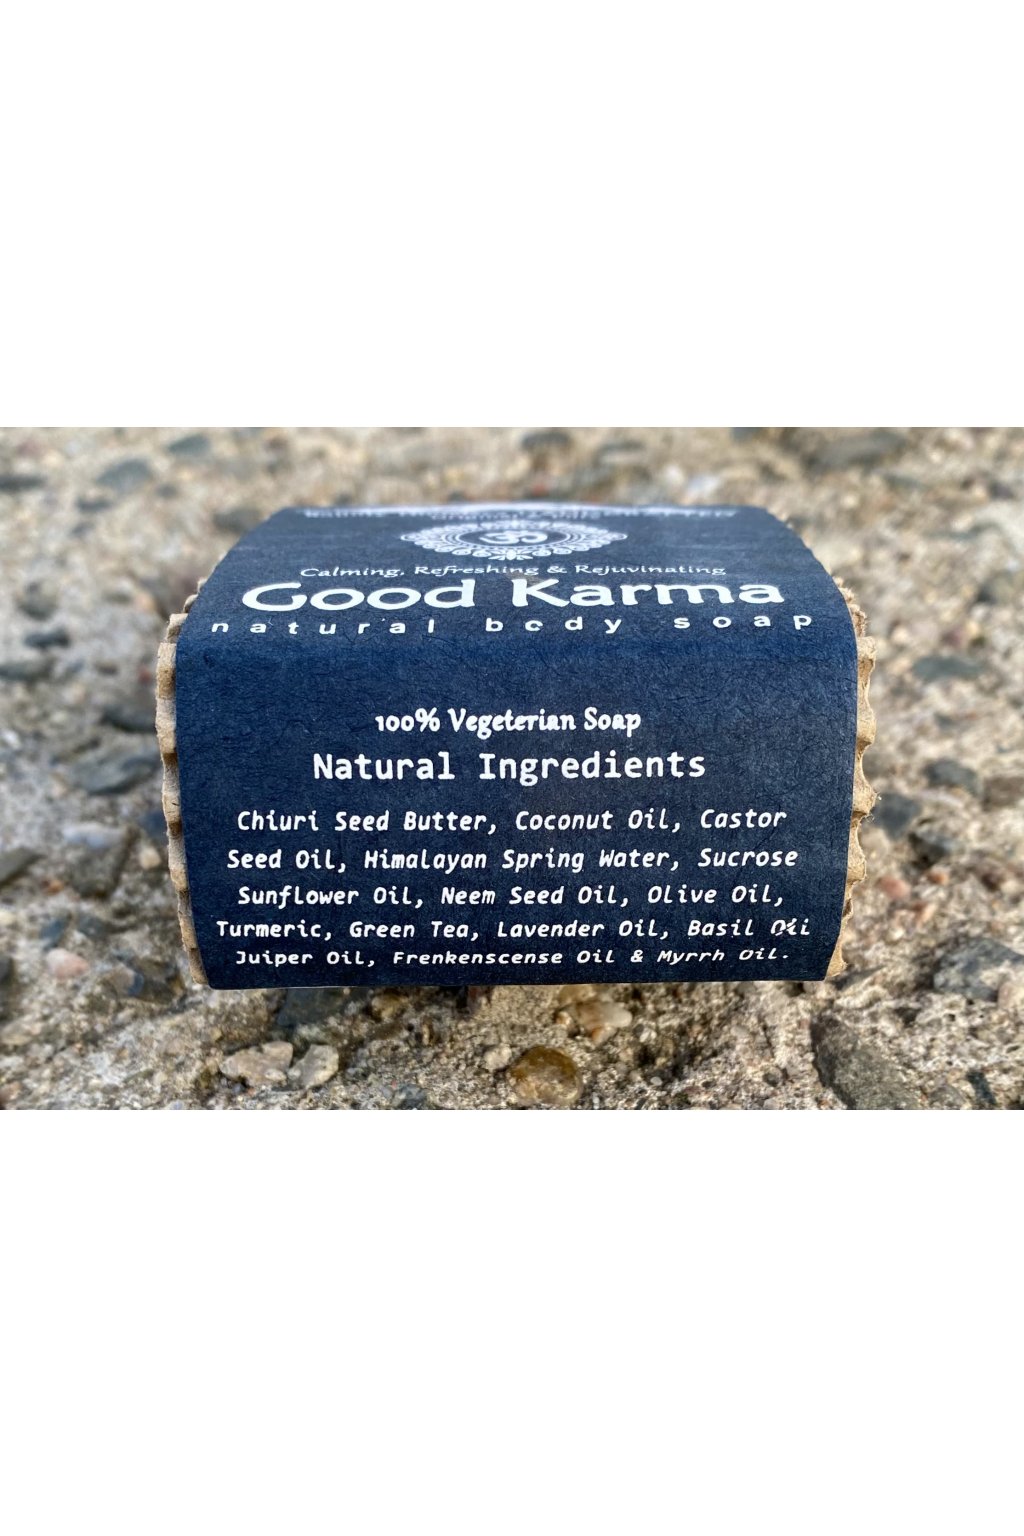 Calming, Refreshing & Rejuvinating
Good Karma
natural body soap
100% Vegeterian Soap
Natural Ingredients
Chiuri Seed Butter, Coconut Oil, Castor
Seed Oil, Himalayan Spring Water, Sucrose
Sunflower Oil, Neem Seed Oil, Olive Oil,
Turmeric, Green Tea, Lavender Oil, Basil Oil
Juiper Oil, Frenkenscense Oil & Myrrh Oil.